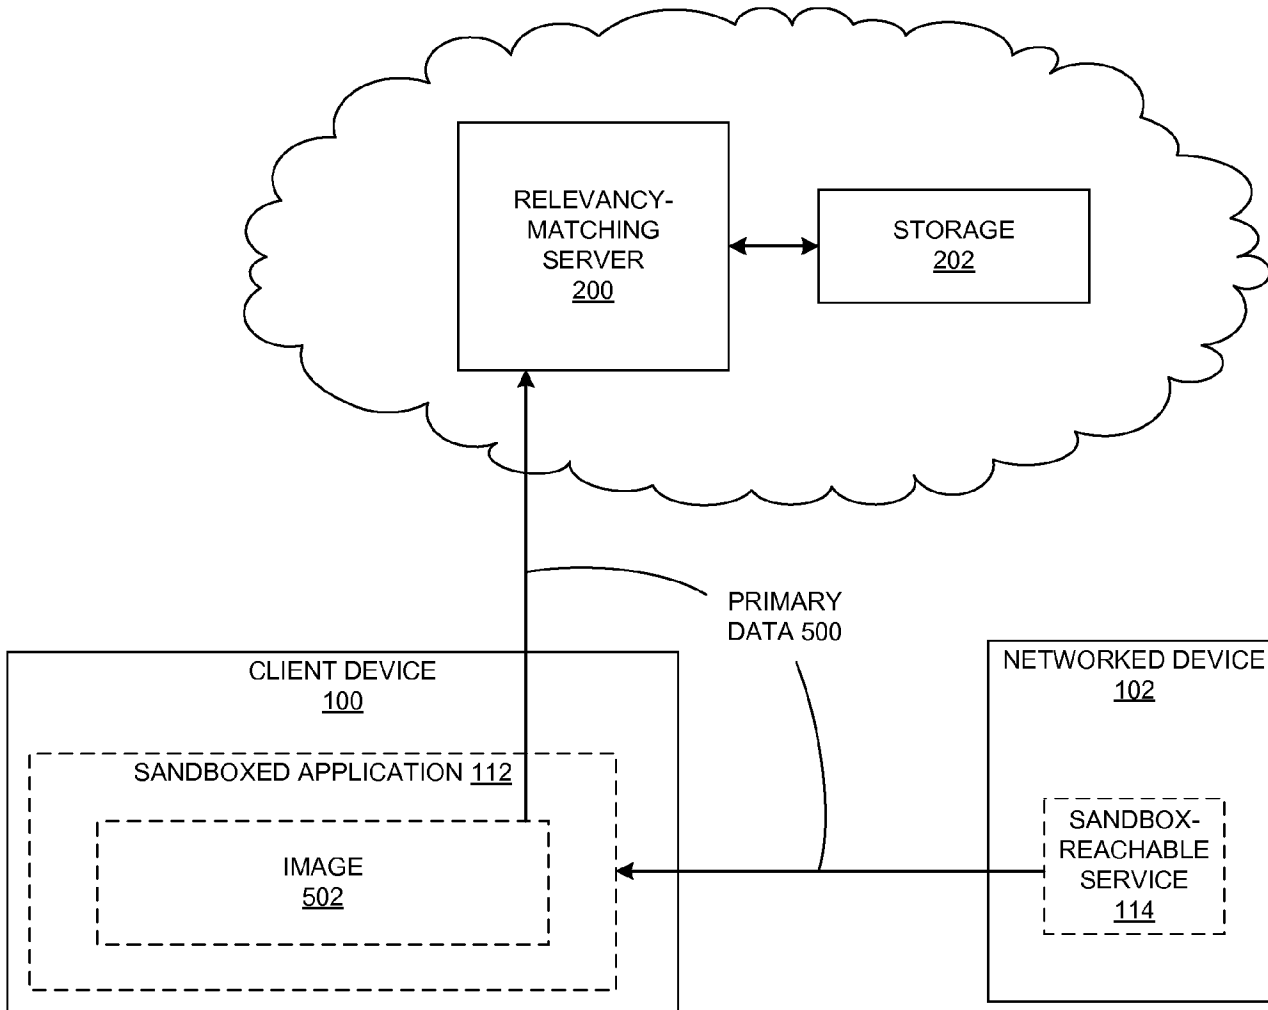 RELEVANCY-
MATCHING
SERVER
200
STORAGE
202
PRIMARY
DATA 500
CLIENT DEVICE
100
SANDBOXED APPLICATION 112
IMAGE
502
NETWORKED DEVICE
102
SANDBOX-
REACHABLE
SERVICE
114